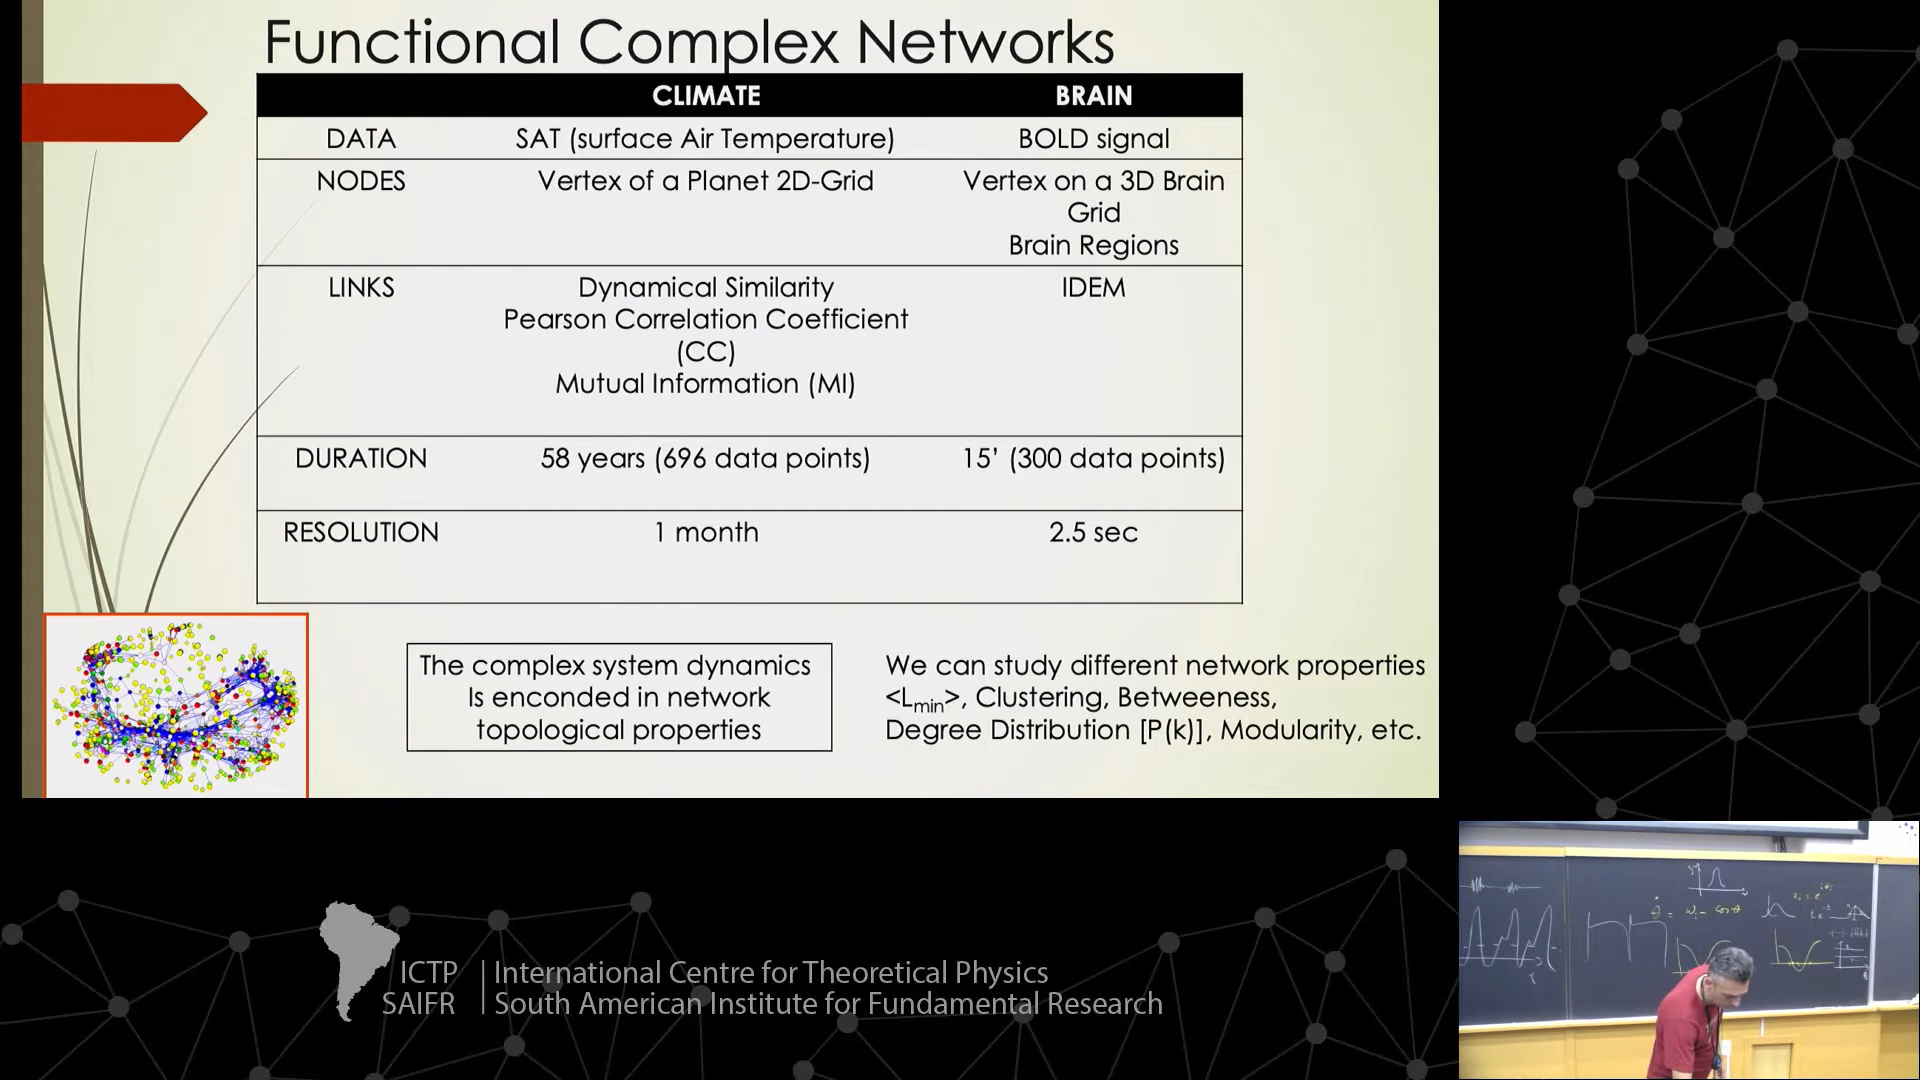 Functional Complex Networks
CLIMATE BRAIN
DATA SAT (surface Air Temperature) BOLD signal
NODES Vertex of a Planet 2D-Grid Vertex on a 3D Brain
Grid
Brain Regions
LINKS Dynamical Similarity IDEM
Pearson Correlation Coefficient
(CC)
Mutual Information (MI)
DURATION 58 years (696 data points) 15’ (300 data points)
RESOLUTION 1 month 2.5 sec
The complex system dynamics
Is enconded in network
topological properties
We can study different network properties
<Lmin>, Clustering, Betweeness,
Degree Distribution [P(k)], Modularity, etc.
ICTP International Centre for Theoretical Physics
SAIFR South American Institute for Fundamental Research